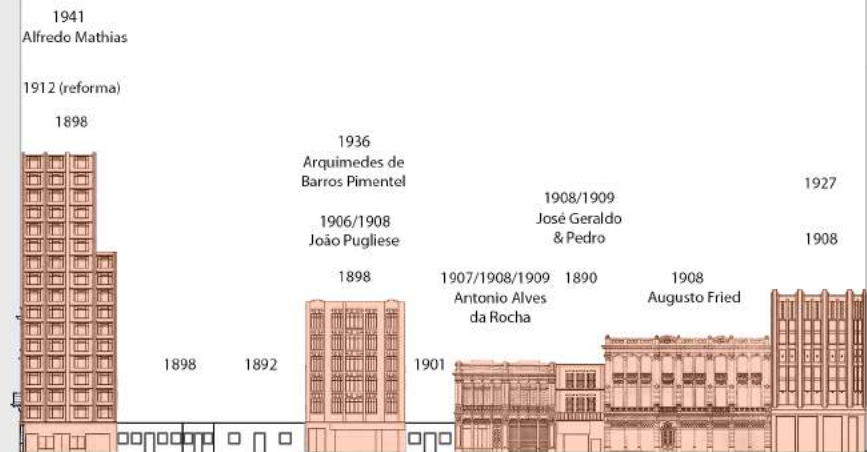 1941
Alfredo Mathias
1912 (reforma)
1898
1898
1892
1936
Arquimedes de
Barros Pimentel
1906/1908
João Pugliese
1898
1901
1907/1908/1909
Antonio Alves
da Rocha
1908/1909
José Geraldo
& Pedro
1890
1908
Augusto Fried
1927
1908